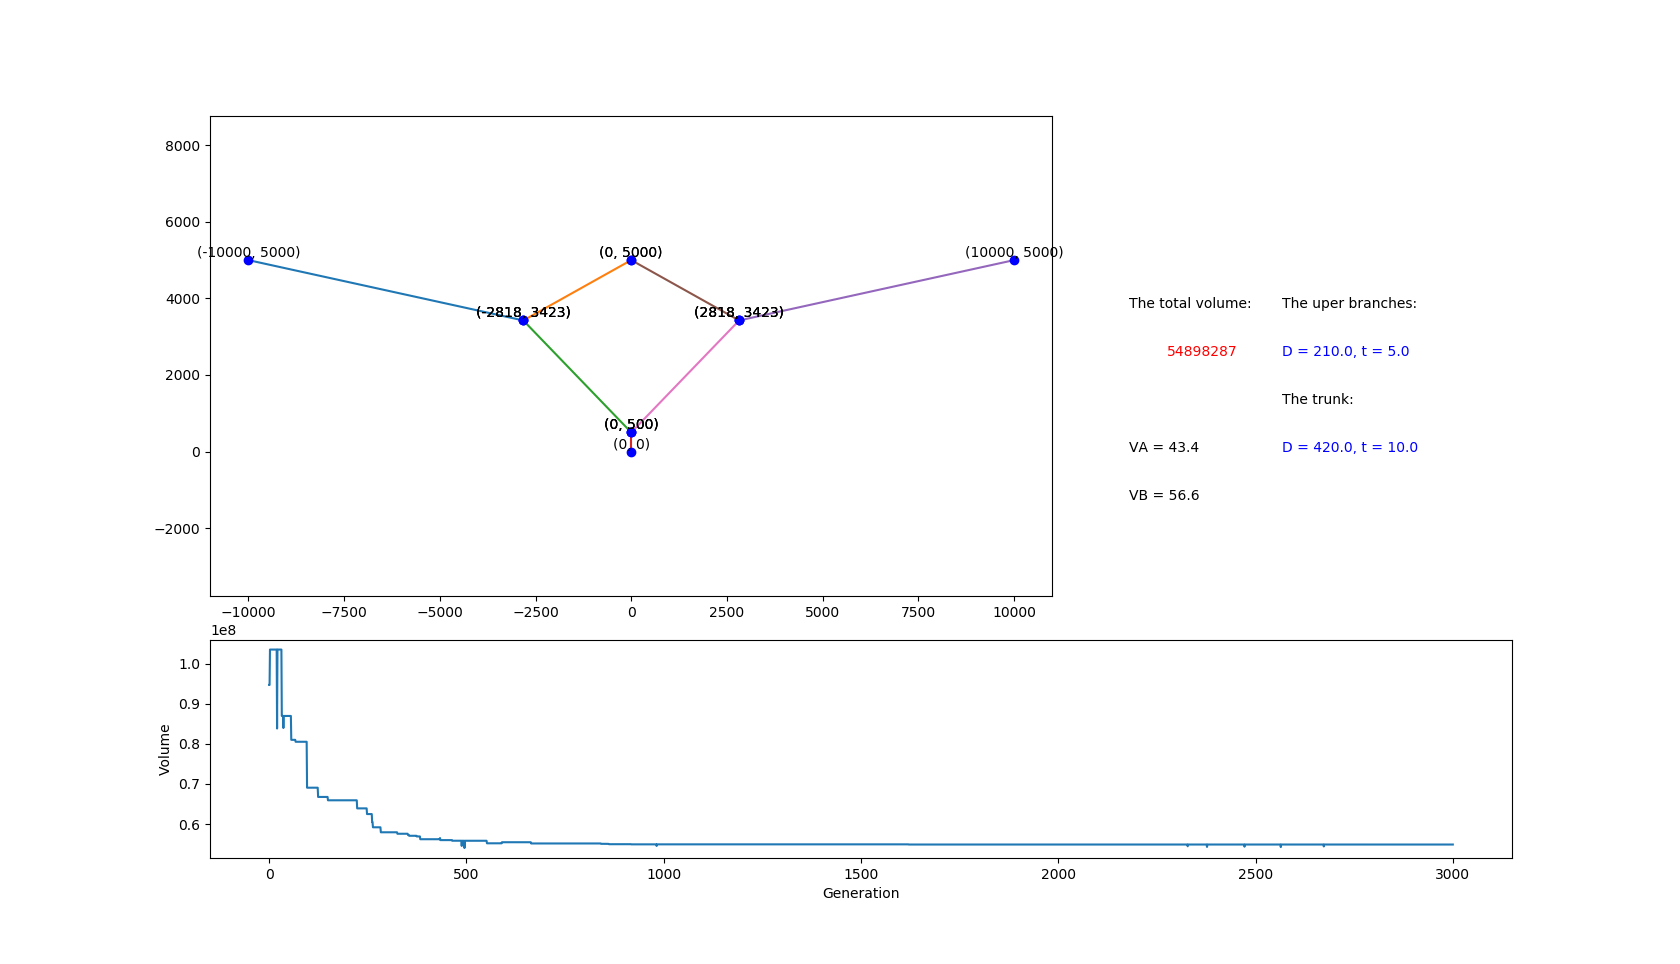 8000
6000
4000
2000
0
−2000
(-10000, 5000)
(0, 5000)
(10000, 5000)
(-2818, 3423)
(2818, 3423)
(0, 500)
(0, 0)
−10000 −7500 −5000 −2500 0 2500 5000 7500 10000
The total volume:
54898287
VA = 43.4
VB = 56.6
The uper branches:
D = 210.0, t = 5.0
The trunk:
D = 420.0, t = 10.0
1e8
1.0
0.9
0.8
0.7
0.6
Volume
0 500 1000 1500 2000 2500 3000
Generation